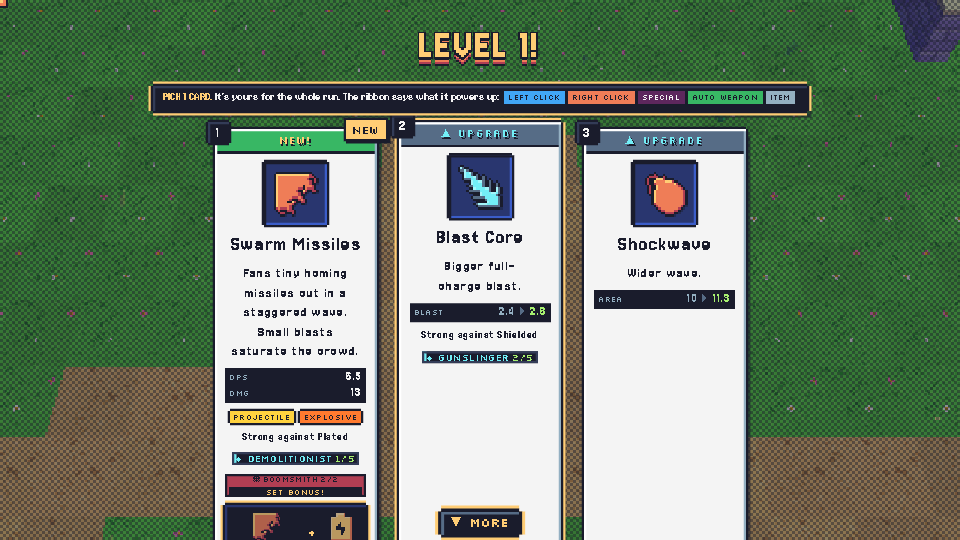 LEVEL 1!
PICK 1 CARD. It's yours for the whole run. The ribbon says what it powers up: LEFT CLICK RIGHT CLICK SPECIAL AUTO WEAPON ITEM
1
NEW!
NEW
Swarm Missiles
Fans tiny homing
missiles out in a
staggered wave.
Small blasts
saturate the crowd.
DPS 6.5
DMG 13
PROJECTILE EXPLOSIVE
Strong against Plated
DEMOLITIONIST 1/5
BOOMSMITH 2/2
SET BONUS!
+
2
▲ UPGRADE
Blast Core
Bigger full-
charge blast.
BLAST 2.4 ▶ 2.8
Strong against Shielded
GUNSLINGER 2/5
▼ MORE
3
▲ UPGRADE
Shockwave
Wider wave.
AREA 10 ▶ 11.3